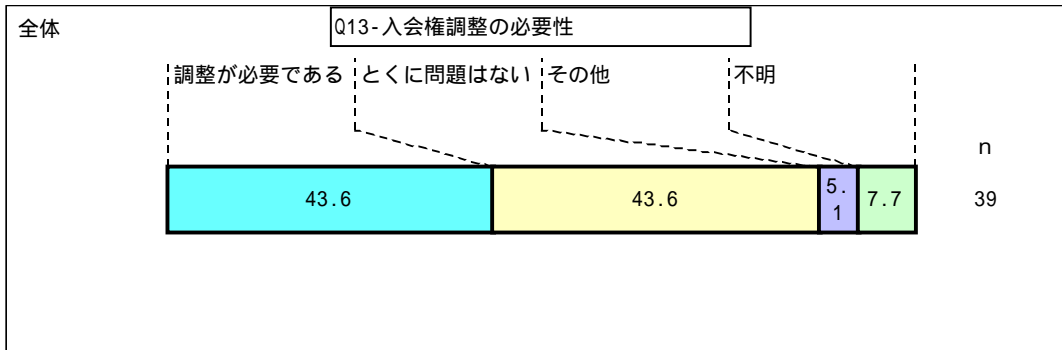 全体
Q13-入会権調整の必要性
調整が必要である とくに問題はない その他 不明
n
43.6 43.6 5.1 7.7 39